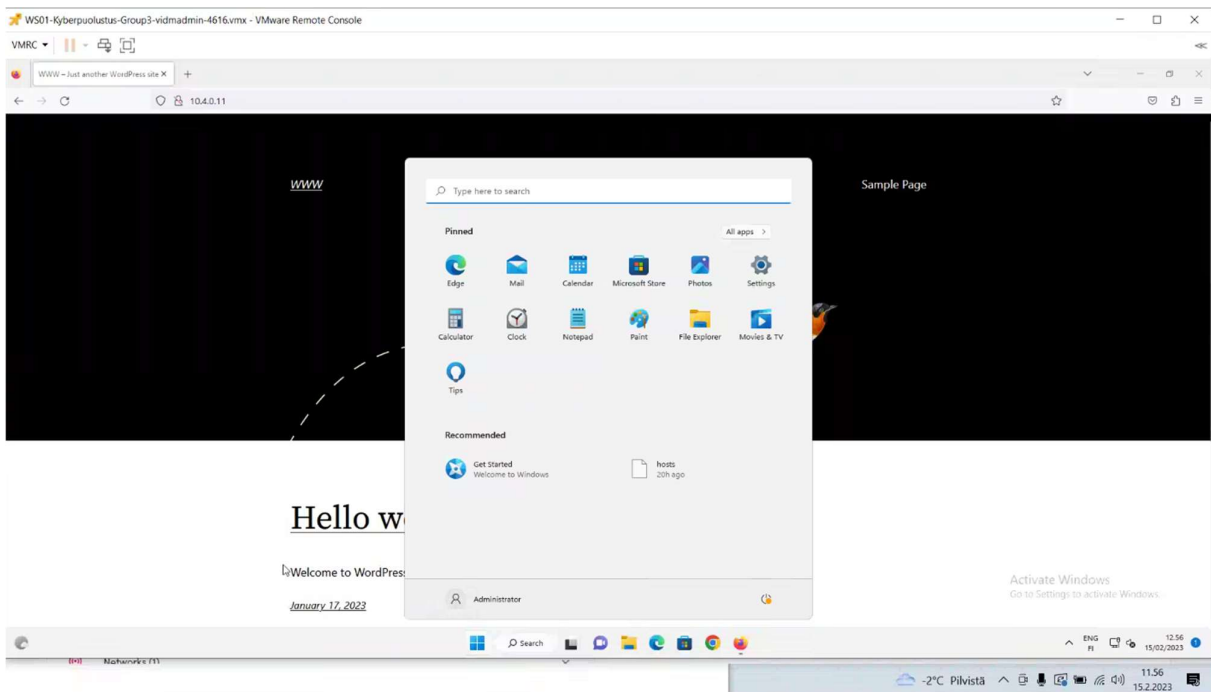 WS01-Kyberpuolustus-Group3-vidmadmin-4616.vmx - VMware Remote Console
VMRC
WWW – Just another WordPress site
10.4.0.11
WWW
Sample Page
Type here to search
Pinned
All apps
Edge
Mail
Calendar
Microsoft Store
Photos
Settings
Calculator
Clock
Notepad
Paint
File Explorer
Movies & TV
Tips
Recommended
Get Started
Welcome to Windows
hosts
20h ago
Hello w
Welcome to WordPress
January 17, 2023
Administrator
Activate Windows
Go to Settings to activate Windows.
Search
ENG
FI
12.56
15/02/2023
1
Networks (1)
-2°C Pilvistä
11.56
15.2.2023